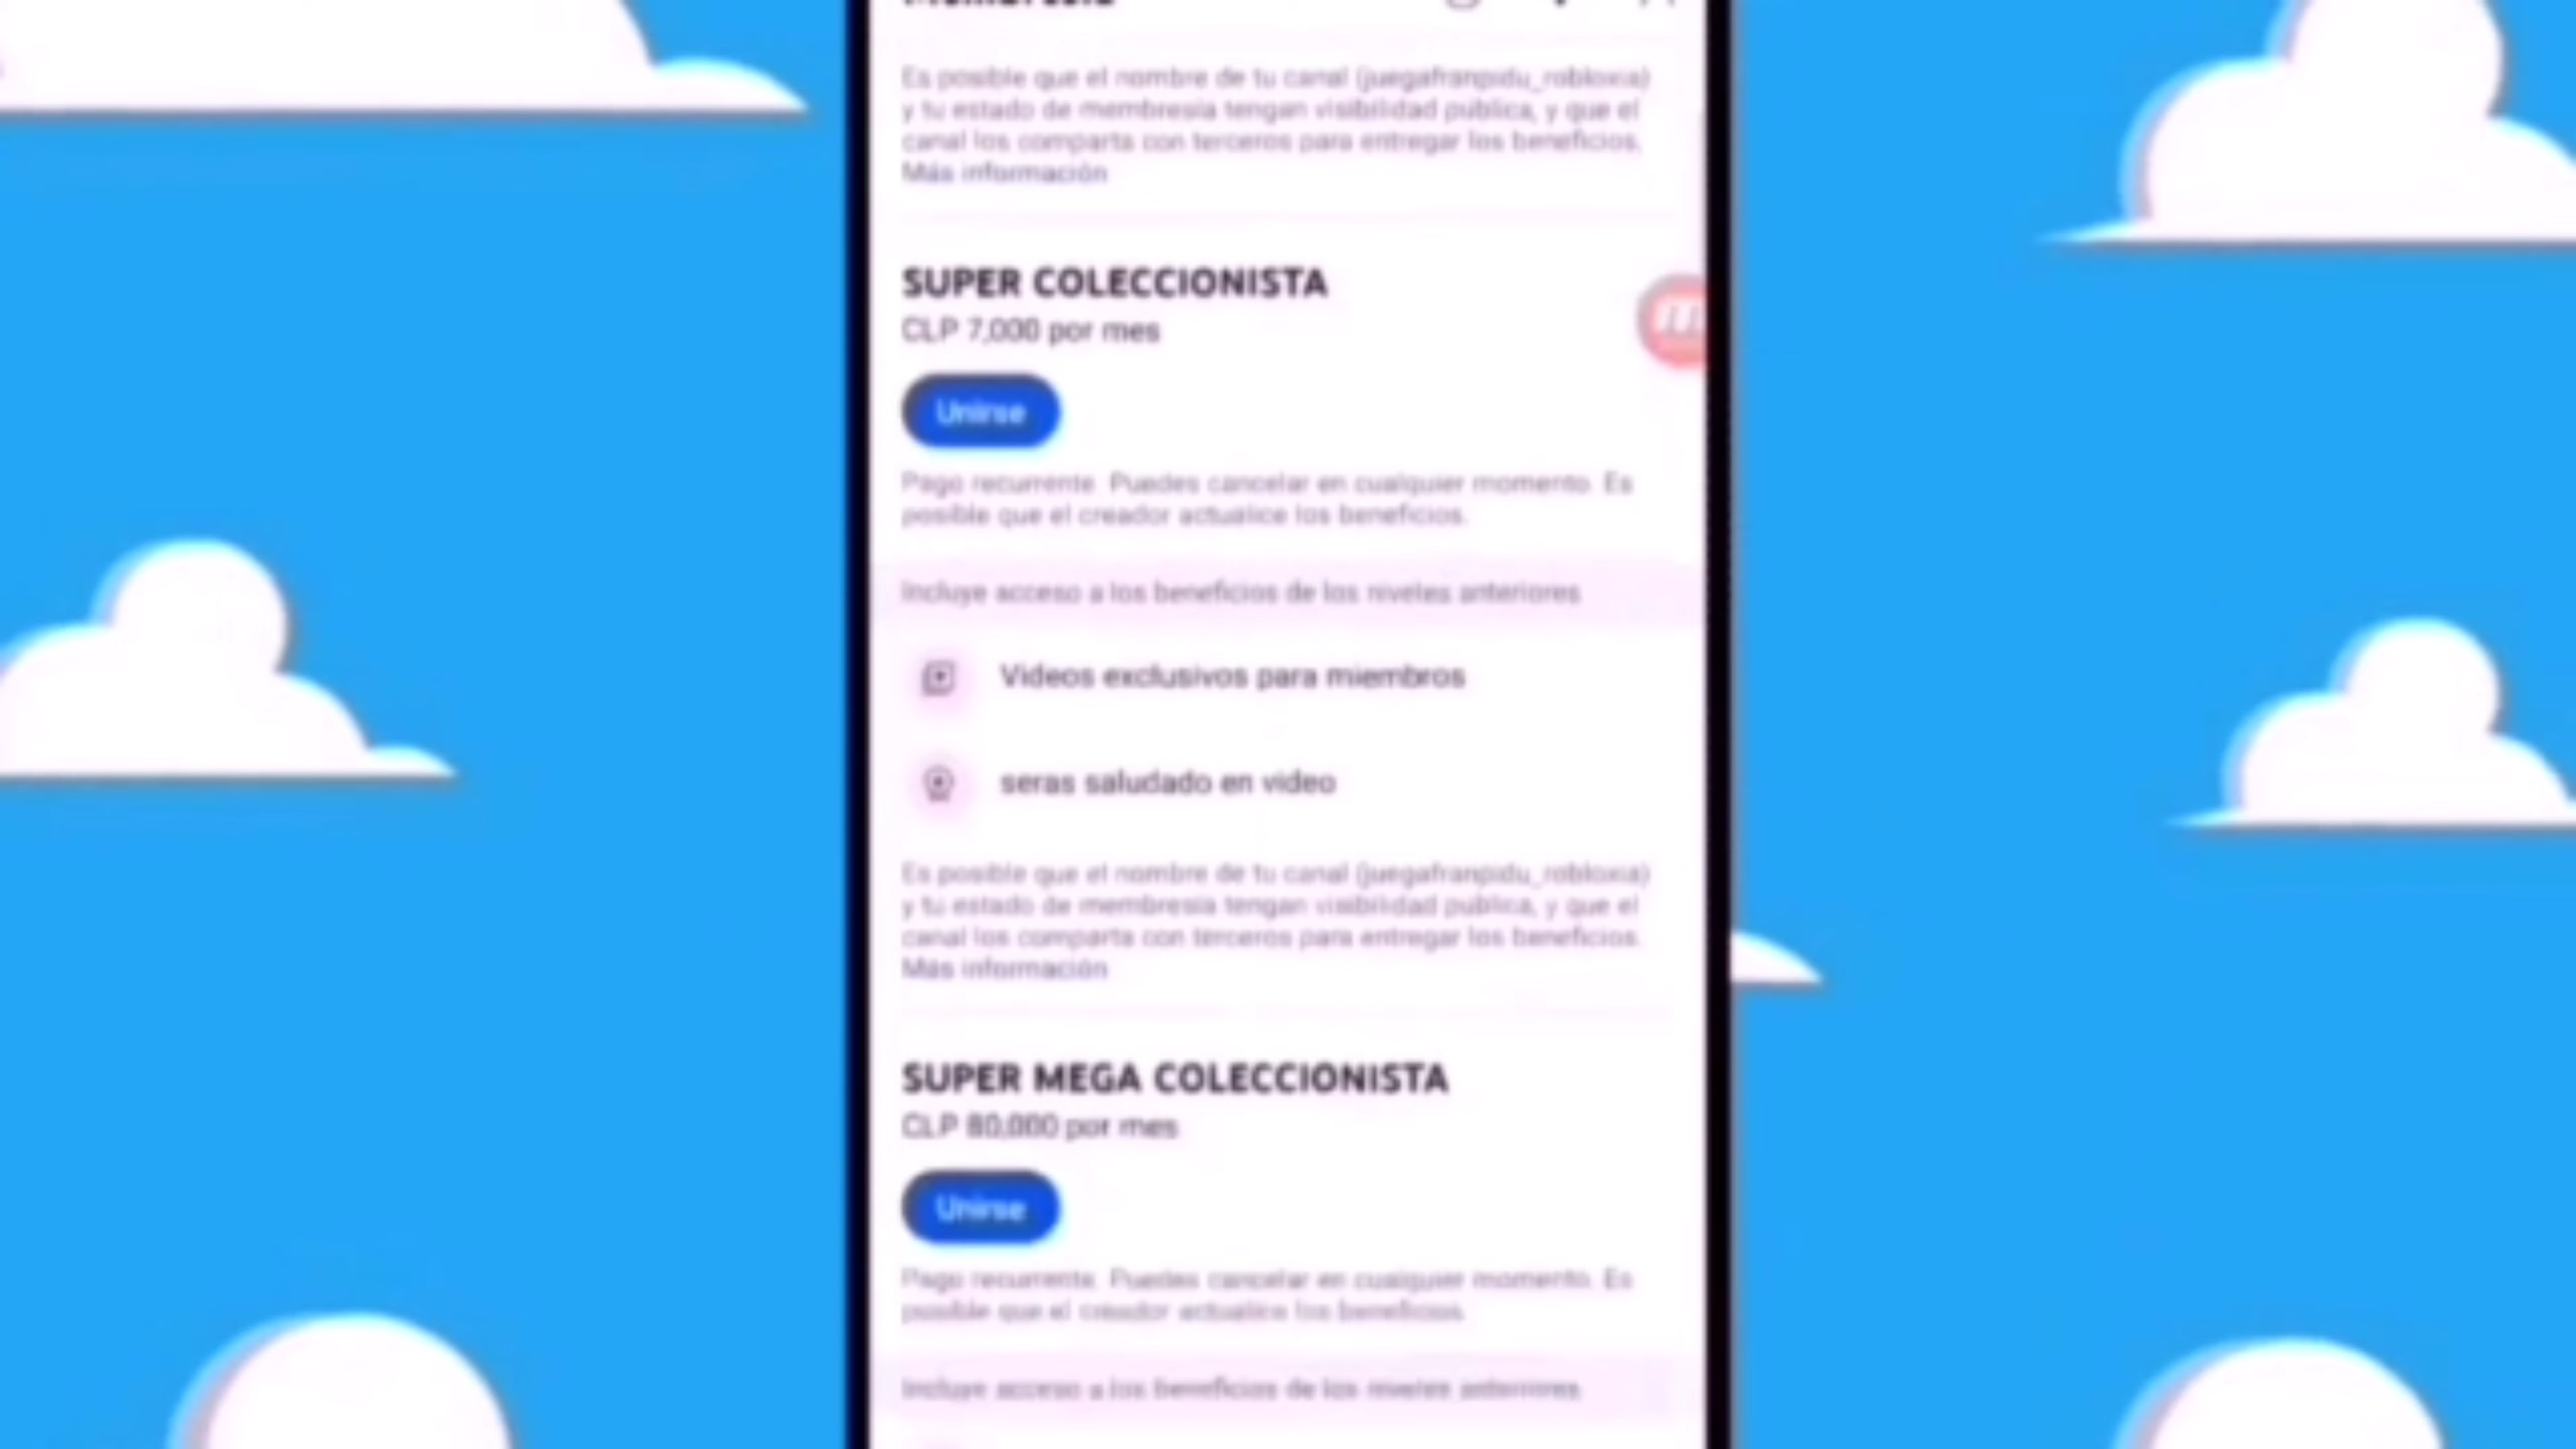 Es posible que el nombre de tu canal (juegafranpidu_robloxia)
y tu estado de membresía tengan visibilidad pública, y que el
canal los comparta con terceros para entregar los beneficios.
Más información
SUPER COLECCIONISTA
CLP 7,000 por mes
Unirse
Pago recurrente. Puedes cancelar en cualquier momento. Es
posible que el creador actualice los beneficios.
Incluye acceso a los beneficios de los niveles anteriores
Videos exclusivos para miembros
seras saludado en video
Es posible que el nombre de tu canal (juegafranpidu_robloxia)
y tu estado de membresía tengan visibilidad pública, y que el
canal los comparta con terceros para entregar los beneficios.
Más información
SUPER MEGA COLECCIONISTA
CLP 80,000 por mes
Unirse
Pago recurrente. Puedes cancelar en cualquier momento. Es
posible que el creador actualice los beneficios.
Incluye acceso a los beneficios de los niveles anteriores